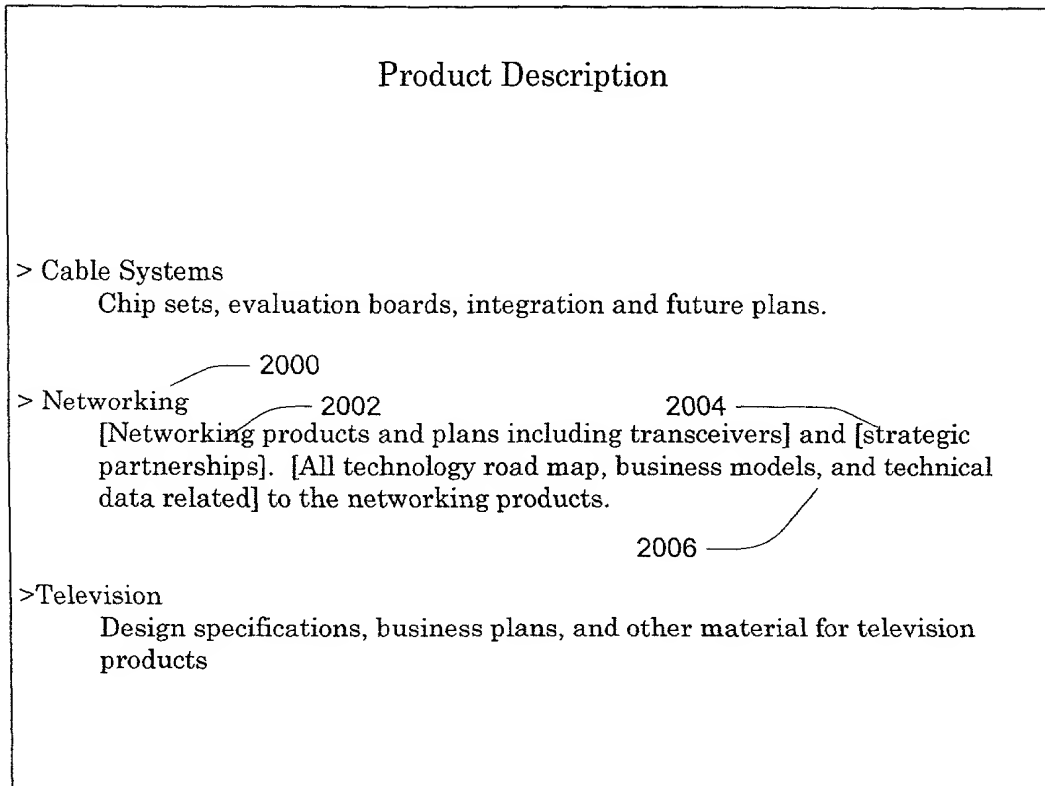 Product Description
> Cable Systems
Chip sets, evaluation boards, integration and future plans.
2000
> Networking
2002
2004
[Networking products and plans including transceivers] and [strategic
partnerships]. [All technology road map, business models, and technical
data related] to the networking products.
2006
>Television
Design specifications, business plans, and other material for television
products